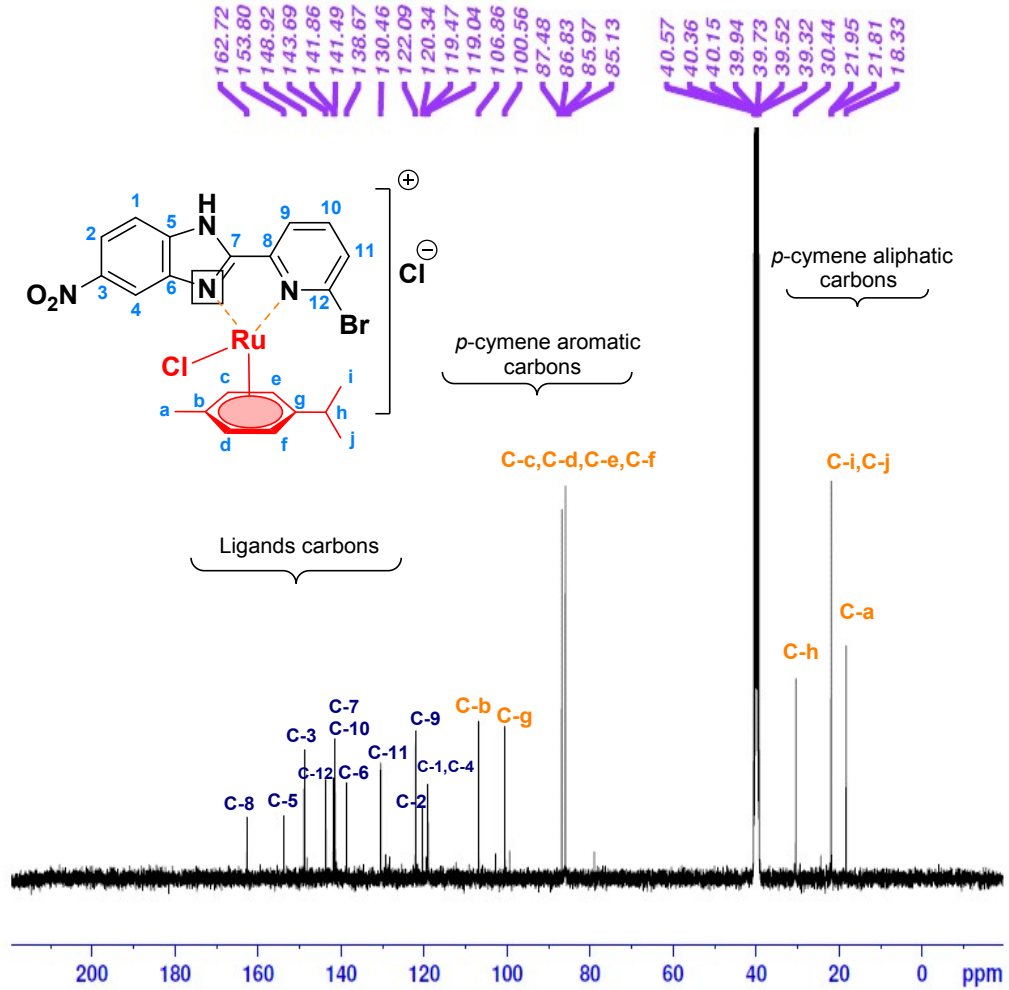 162.72
153.80
148.92
143.69
141.86
141.49
138.67
130.46
122.09
120.34
119.47
119.04
106.86
100.56
87.48
86.83
85.97
85.13
40.57
40.36
40.15
39.94
39.73
39.52
39.32
30.44
21.95
21.81
18.33
H
N
1
2
3
4
5
6
7
8
9
10
11
12
O₂N
N
N
Br
Cl
⊕
⊖
Ru
Cl
a
b
c
d
e
f
g
h
i
j
p-cymene aliphatic
carbons
p-cymene aromatic
carbons
C-c,C-d,C-e,C-f
C-i,C-j
Ligands carbons
C-a
C-h
C-7
C-b
C-g
C-3
C-10
C-9
C-11
C-12
C-6
C-1,C-4
C-8
C-5
C-2
200 180 160 140 120 100 80 60 40 20 0 ppm